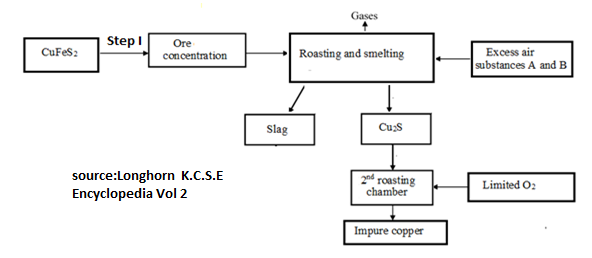 Gases
CuFeS₂
Step I
Ore
concentration
Roasting and smelting
Excess air
substances A and B
Slag
Cu₂S
source:Longhorn K.C.S.E
Encyclopedia Vol 2
2nd roasting
chamber
Limited O₂
Impure copper